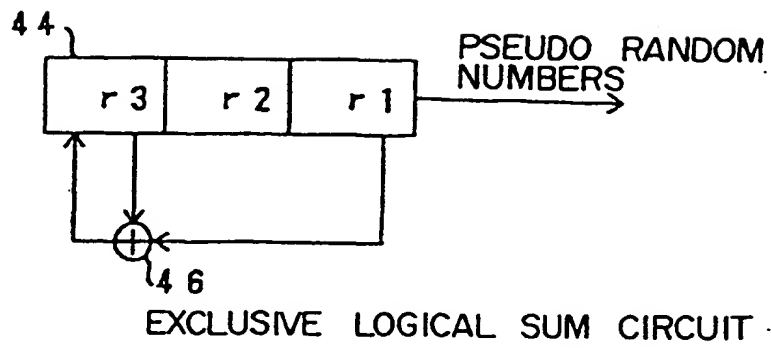 44
PSEUDO RANDOM
NUMBERS
r3 r2 r1
46
EXCLUSIVE LOGICAL SUM CIRCUIT